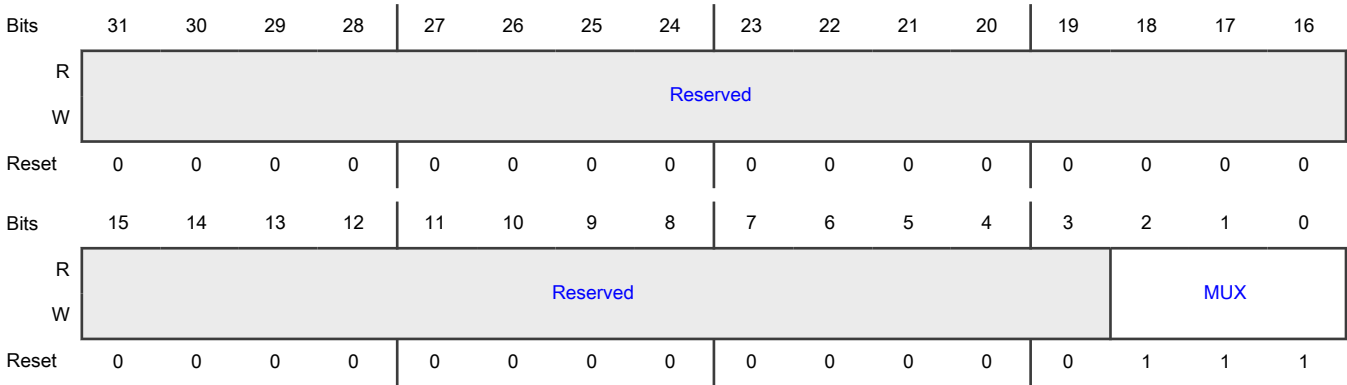 Bits 31 30 29 28 27 26 25 24 23 22 21 20 19 18 17 16
R
Reserved
W
Reset 0 0 0 0 0 0 0 0 0 0 0 0 0 0 0 0
Bits 15 14 13 12 11 10 9 8 7 6 5 4 3 2 1 0
R
Reserved MUX
W
Reset 0 0 0 0 0 0 0 0 0 0 0 0 0 1 1 1